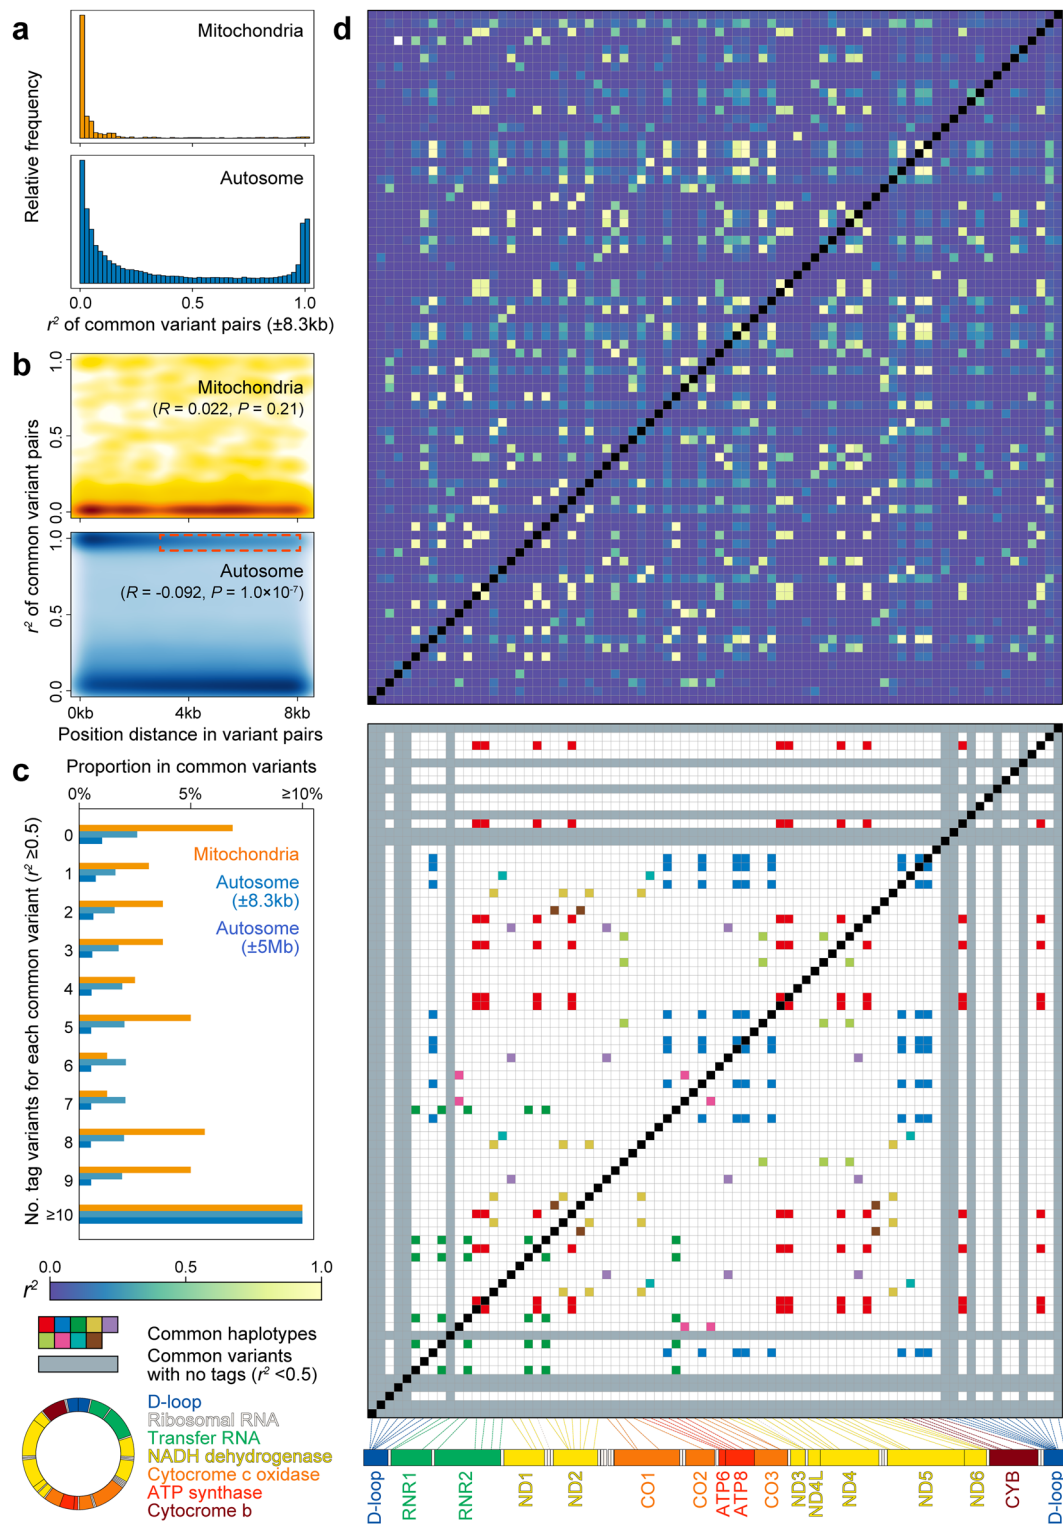 a
Relative frequency
Mitochondria
Autosome
0.0 0.5 1.0
r² of common variant pairs (±8.3kb)
b
r² of common variant pairs
1.0
0.5
0.0
Mitochondria
(R = 0.022, P = 0.21)
1.0
0.5
0.0
Autosome
(R = -0.092, P = 1.0×10⁻⁷)
0kb 4kb 8kb
Position distance in variant pairs
c
Proportion in common variants
0% 5% ≥10%
No. tag variants for each common variant (r² ≥0.5)
0
1
2
3
4
5
6
7
8
9
≥10
Mitochondria
Autosome
(±8.3kb)
Autosome
(±5Mb)
0.0 0.5 1.0
r²
Common haplotypes
Common variants
with no tags (r² <0.5)
D-loop
Ribosomal RNA
Transfer RNA
NADH dehydrogenase
Cytocrome c oxidase
ATP synthase
Cytocrome b
d
D-loop
RNR1
RNR2
ND1
ND2
CO1
CO2
ATP6
ATP8
CO3
ND3
ND4L
ND4
ND5
ND6
CYB
D-loop